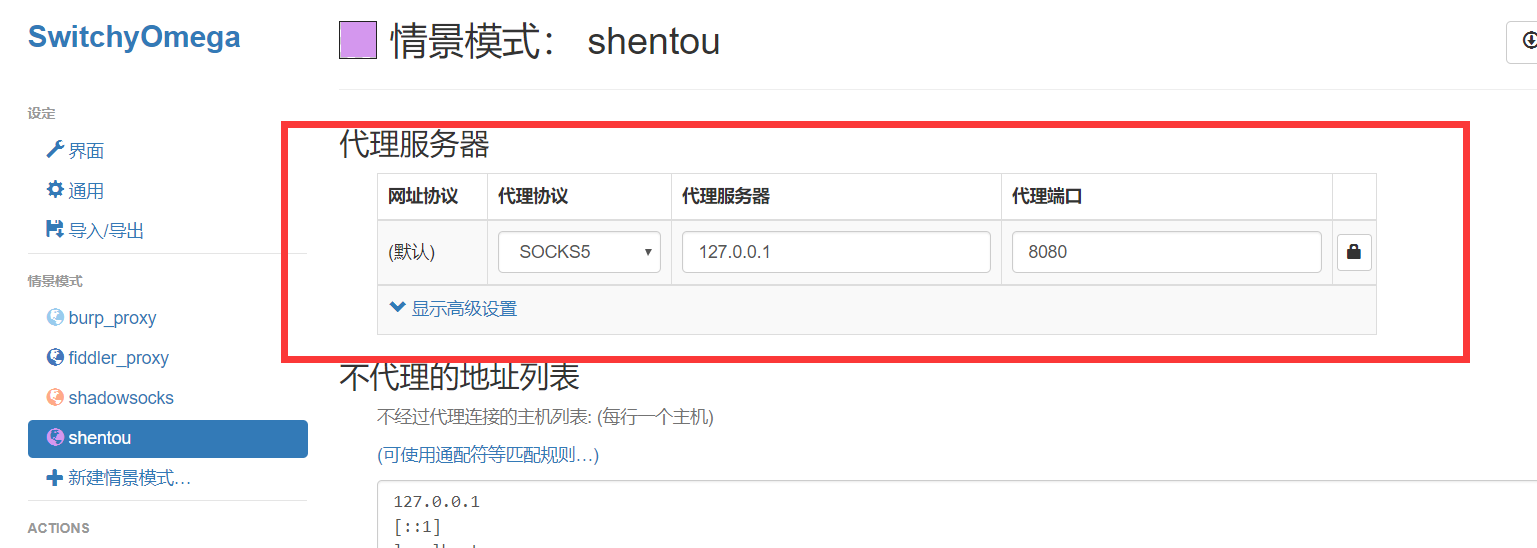 SwitchyOmega
设定
界面
通用
导入/导出
情景模式
burp_proxy
fiddler_proxy
shadowsocks
shentou
新建情景模式…
ACTIONS
情景模式： shentou
代理服务器
网址协议 代理协议 代理服务器 代理端口
(默认) SOCKS5 127.0.0.1 8080
显示高级设置
不代理的地址列表
不经过代理连接的主机列表: (每行一个主机)
(可使用通配符等匹配规则…)
127.0.0.1
[::1]